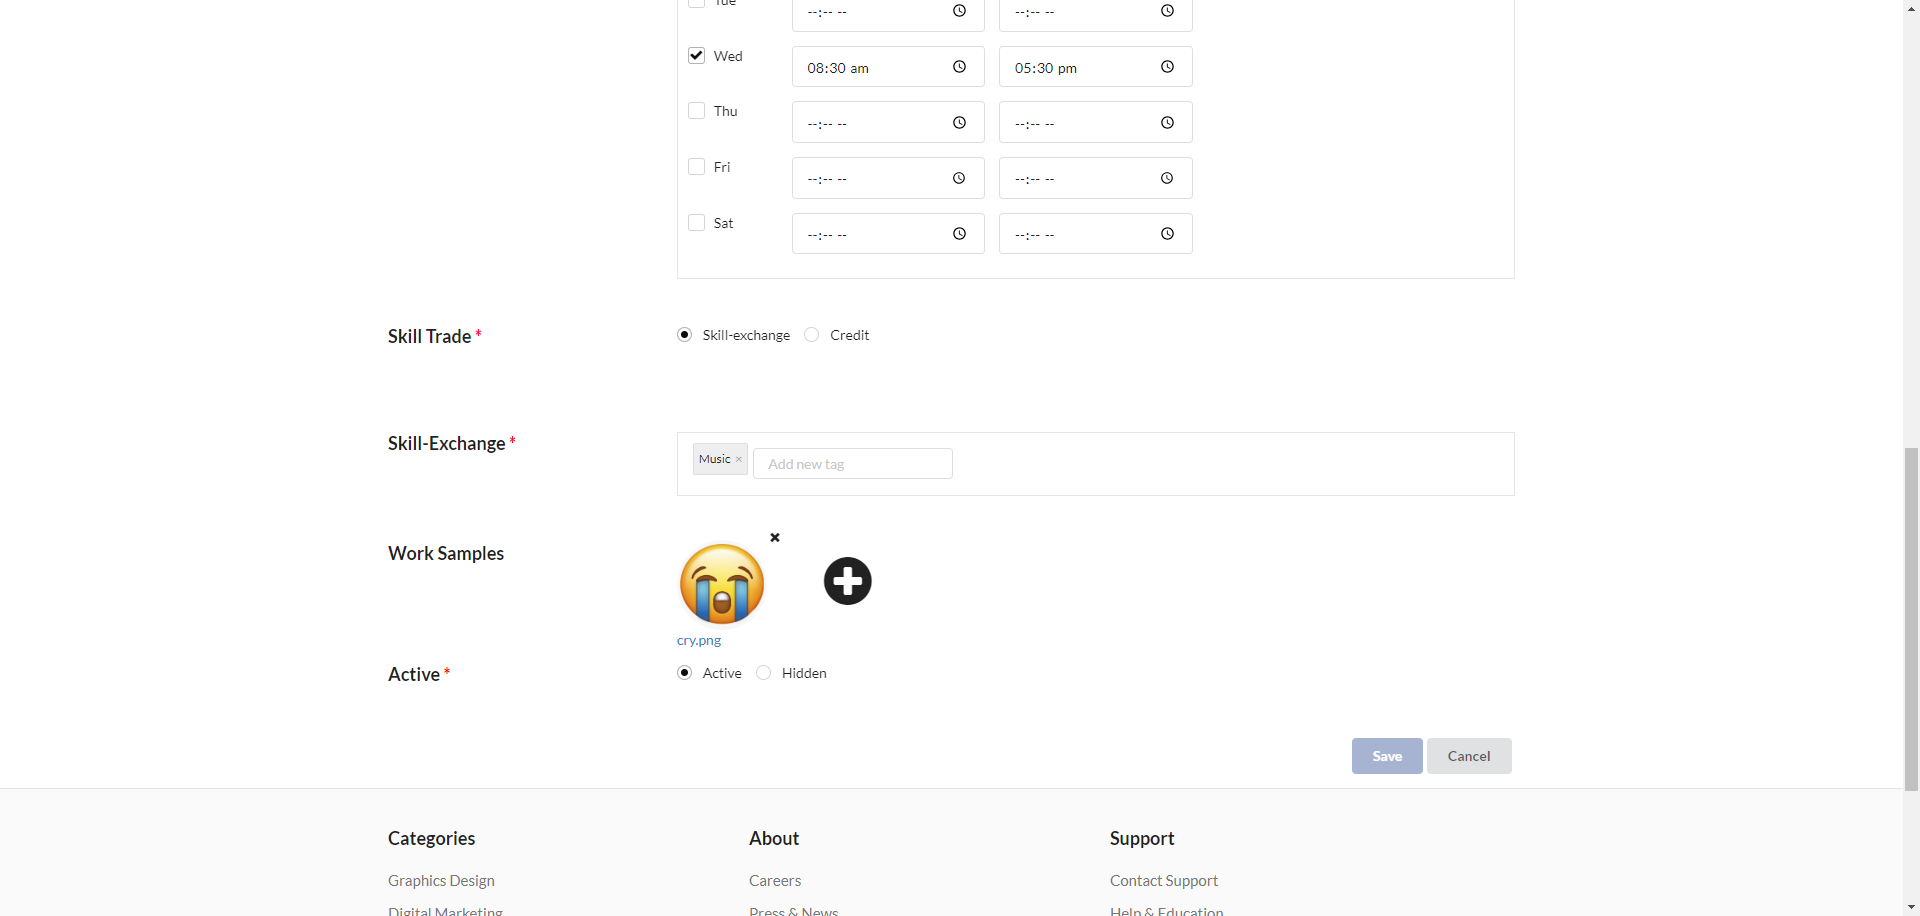 Tue --:-- -- --:-- --
Wed 08:30 am 05:30 pm
Thu --:-- -- --:-- --
Fri --:-- -- --:-- --
Sat --:-- -- --:-- --
Skill Trade * Skill-exchange Credit
Skill-Exchange * Music × Add new tag
Work Samples
cry.png
Active * Active Hidden
Save Cancel
Categories About Support
Graphics Design Careers Contact Support
Digital Marketing Press & News Help & Education